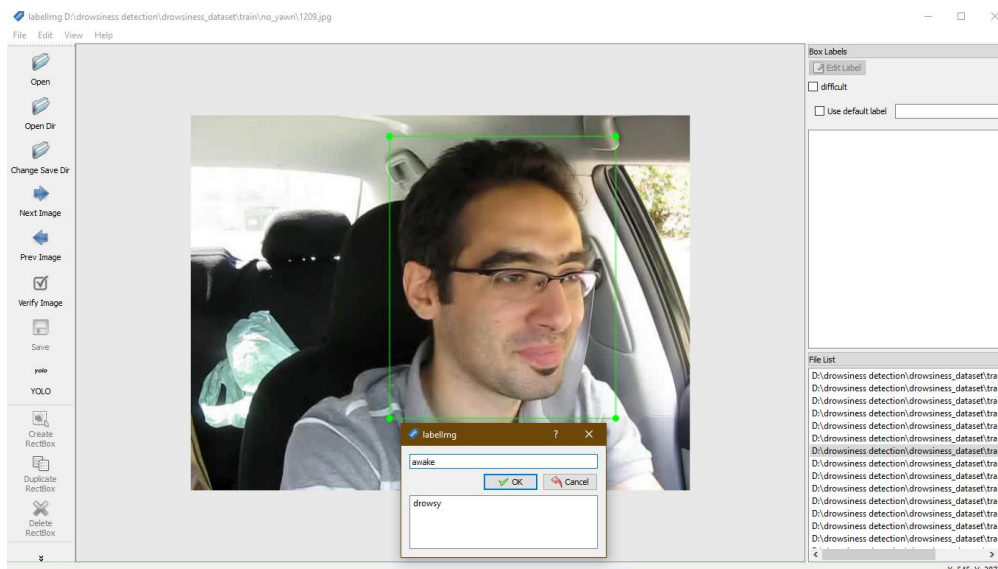 labelImg D:\drowsiness detection\drowsiness_dataset\train\no_yawn\1209.jpg
File Edit View Help
Open
Open Dir
Change Save Dir
Next Image
Prev Image
Verify Image
Save
yolo
YOLO
Create
RectBox
Duplicate
RectBox
Delete
RectBox
Box Labels
Edit Label
difficult
Use default label
labelImg ? 
awake
OK Cancel
drowsy
File List
D:\drowsiness detection\drowsiness_dataset\tra
D:\drowsiness detection\drowsiness_dataset\tra
D:\drowsiness detection\drowsiness_dataset\tra
D:\drowsiness detection\drowsiness_dataset\tra
D:\drowsiness detection\drowsiness_dataset\tra
D:\drowsiness detection\drowsiness_dataset\tra
D:\drowsiness detection\drowsiness_dataset\tra
D:\drowsiness detection\drowsiness_dataset\tra
D:\drowsiness detection\drowsiness_dataset\tra
D:\drowsiness detection\drowsiness_dataset\tra
D:\drowsiness detection\drowsiness_dataset\tra
D:\drowsiness detection\drowsiness_dataset\tra
D:\drowsiness detection\drowsiness_dataset\tra
D:\drowsiness detection\drowsiness_dataset\tra